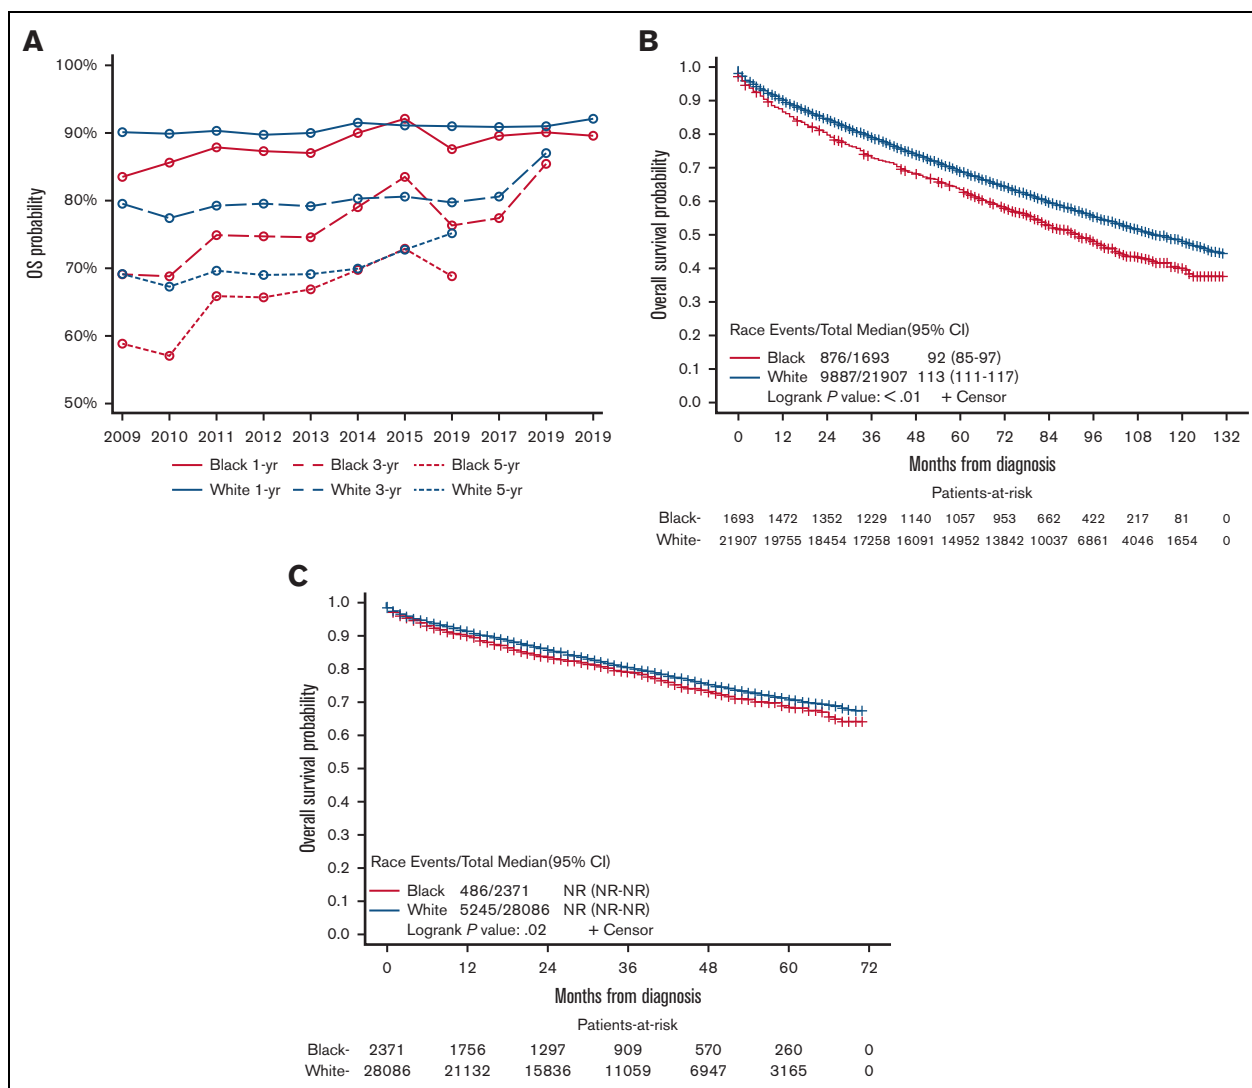 A
100%
90%
80%
70%
60%
50%
OS probability
2009 2010 2011 2012 2013 2014 2015 2019 2017 2019 2019
Black 1-yr Black 3-yr Black 5-yr
White 1-yr White 3-yr White 5-yr
B
1.0
0.9
0.8
0.7
0.6
0.5
0.4
0.3
0.2
0.1
0.0
Overall survival probability
Race Events/Total Median(95% CI)
Black 876/1693 92 (85-97)
White 9887/21907 113 (111-117)
Logrank P value: < .01 + Censor
0 12 24 36 48 60 72 84 96 108 120 132
Months from diagnosis
Patients-at-risk
Black- 1693 1472 1352 1229 1140 1057 953 662 422 217 81 0
White- 21907 19755 18454 17258 16091 14952 13842 10037 6861 4046 1654 0
C
1.0
0.9
0.8
0.7
0.6
0.5
0.4
0.3
0.2
0.1
0.0
Overall survival probability
Race Events/Total Median(95% CI)
Black 486/2371 NR (NR-NR)
White 5245/28086 NR (NR-NR)
Logrank P value: .02 + Censor
0 12 24 36 48 60 72
Months from diagnosis
Patients-at-risk
Black- 2371 1756 1297 909 570 260 0
White- 28086 21132 15836 11059 6947 3165 0